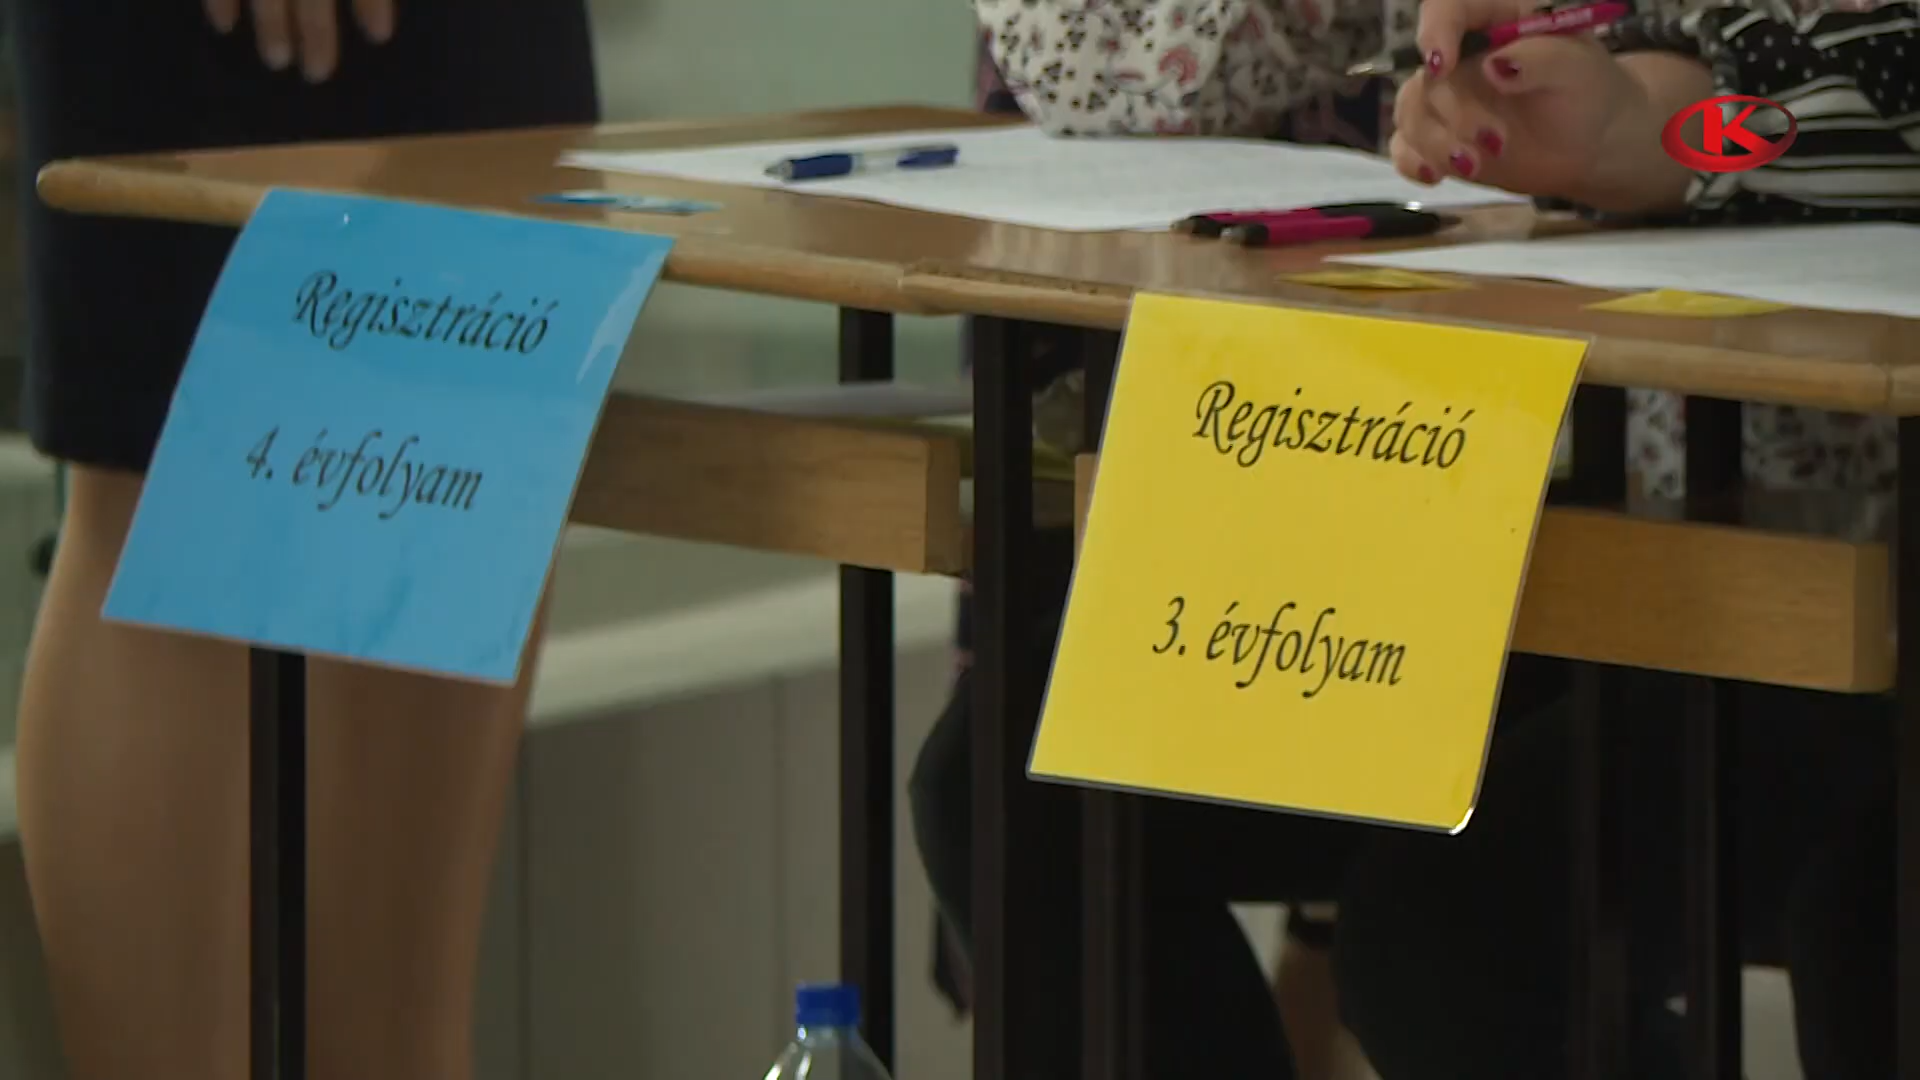 Regisztráció
4. évfolyam
Regisztráció
3. évfolyam
K